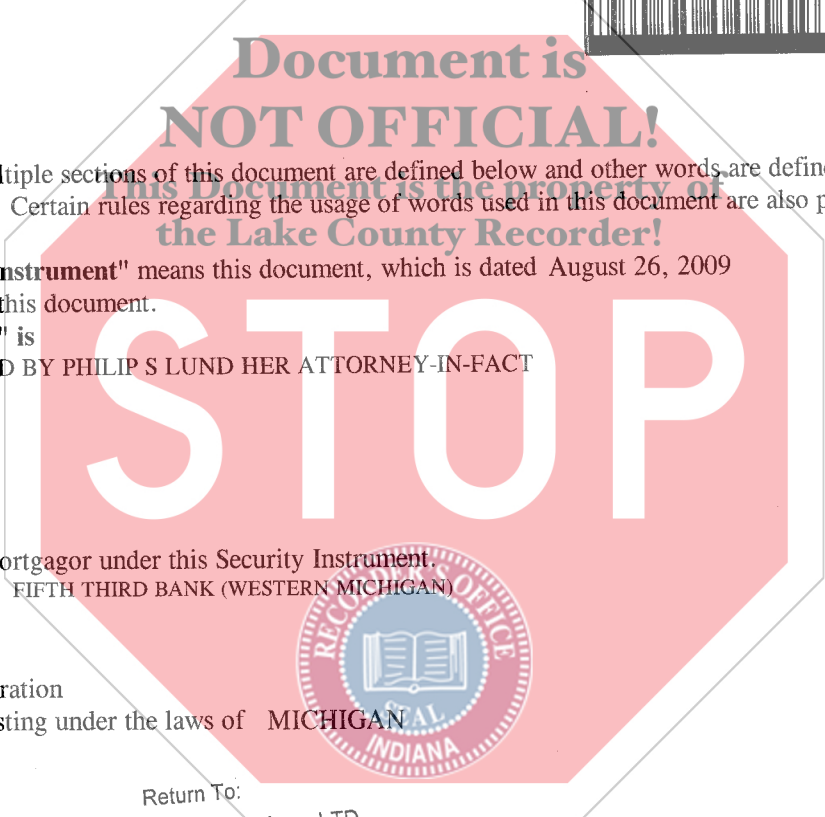 Document is
NOT OFFICIAL!
ltiple sections of this document are defined below and other words are define
This Document is the property of
Certain rules regarding the usage of words used in this document are also p
the Lake County Recorder!
nstrument" means this document, which is dated August 26, 2009
this document.
" is
D BY PHILIP S LUND HER ATTORNEY-IN-FACT
STOP
ortgagor under this Security Instrument.
FIFTH THIRD BANK (WESTERN MICHIGAN)
RECORDER'S OFFICE
ration
sting under the laws of MICHIGAN
SEAL
INDIANA
Return To:
LTD